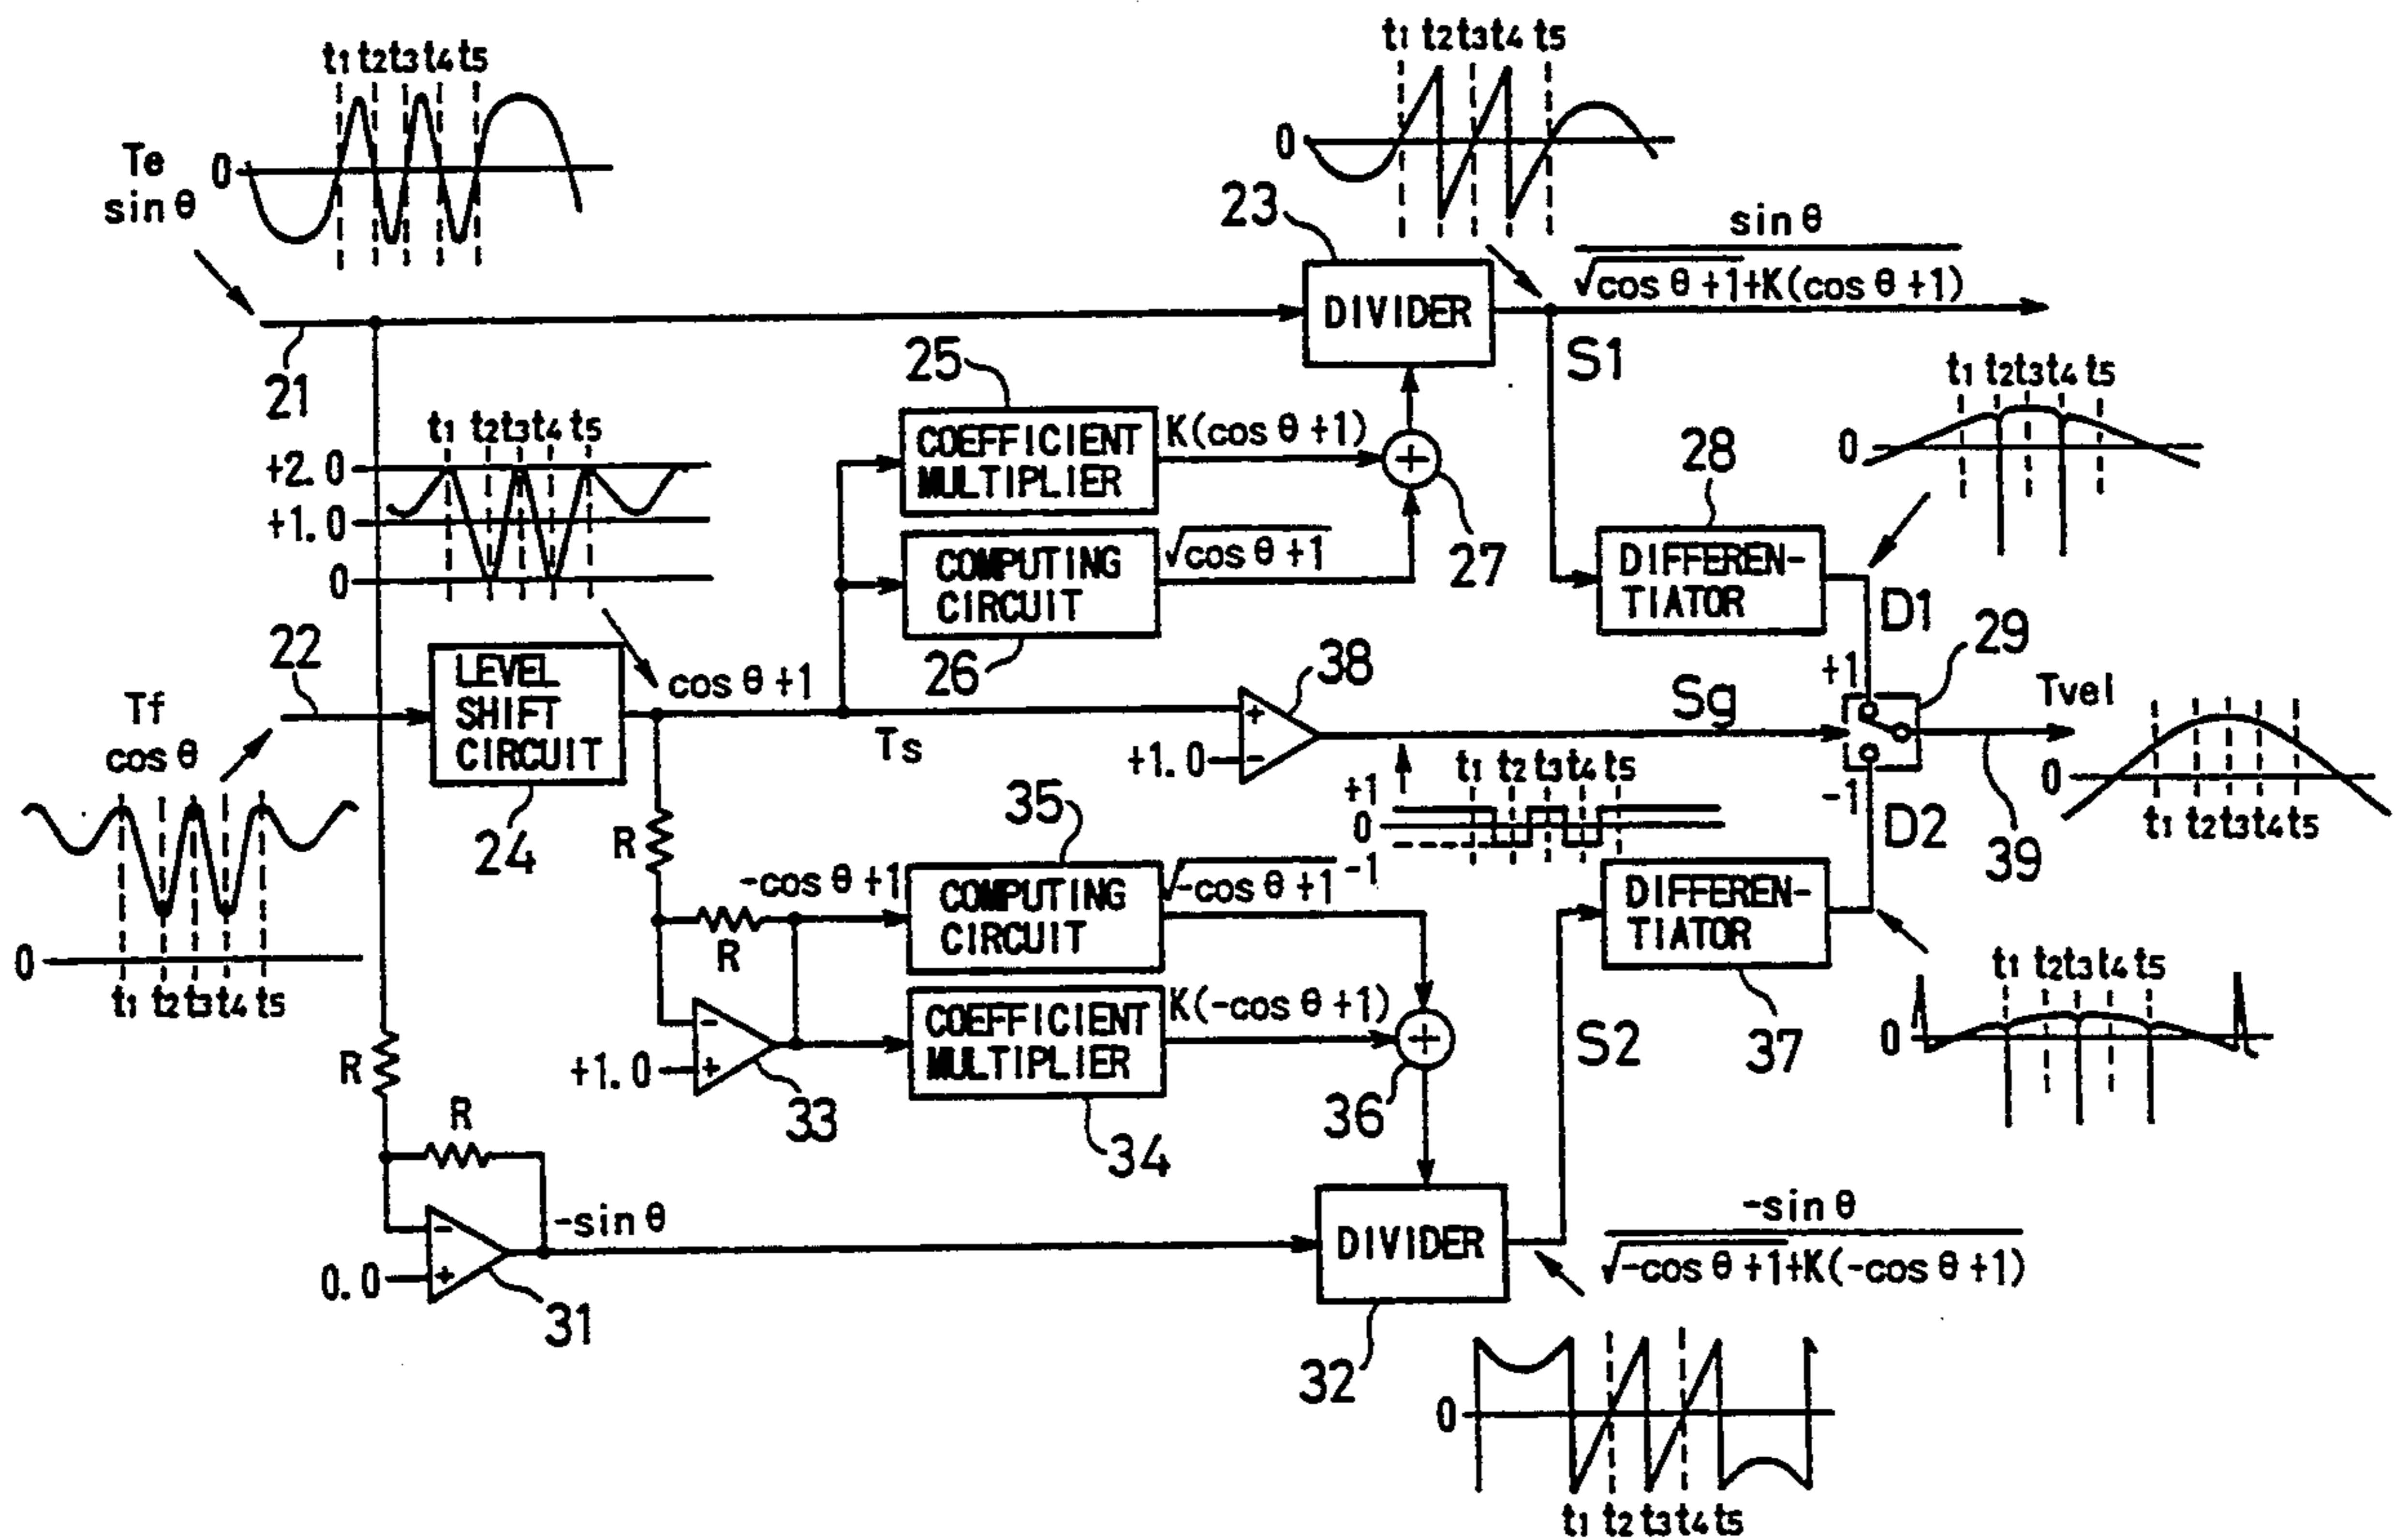 t1 t2 t3 t4 t5
Te
sin θ
0
21
t1 t2 t3 t4 t5
0
23
DIVIDER
sin θ
√cos θ +1+K(cos θ +1)
S1
t1 t2 t3 t4 t5
+2.0
+1.0
0
25
COEFFICIENT
MULTIPLIER
K(cos θ +1)
COMPUTING
CIRCUIT
√cos θ +1
26
27
28
DIFFEREN-
TIATOR
t1 t2 t3 t4 t5
0
D1
29
+1
-1
22
Tf
cos θ
LEVEL
SHIFT
CIRCUIT
24
cos θ +1
Ts
38
+
-
+1.0
Sg
Tvel
0
t1 t2 t3 t4 t5
39
0
t1 t2 t3 t4 t5
t1 t2 t3 t4 t5
+1
0
-1
R
R
-cos θ +1
35
COMPUTING
CIRCUIT
√-cos θ +1
COEFFICIENT
MULTIPLIER
K(-cos θ +1)
34
36
-
+
+1.0
33
D2
DIFFEREN-
TIATOR
37
S2
t1 t2 t3 t4 t5
0
R
R
-
+
0.0
31
-sin θ
DIVIDER
32
-sin θ
√-cos θ +1+K(-cos θ +1)
0
t1 t2 t3 t4 t5